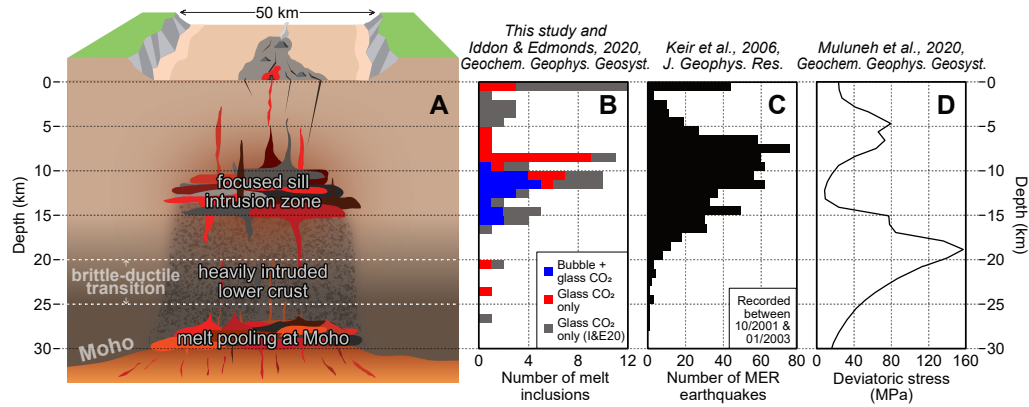 50 km
This study and
Iddon & Edmonds, 2020,
Geochem. Geophys. Geosyst.
Keir et al., 2006,
J. Geophys. Res.
Muluneh et al., 2020,
Geochem. Geophys. Geosyst.
A
B
C
D
0
5
10
15
20
25
30
Depth (km)
focused sill
intrusion zone
heavily intruded
lower crust
brittle-ductile
transition
melt pooling at Moho
Moho
Bubble +
glass CO₂
Glass CO₂
only
Glass CO₂
only (I&E20)
0 2 4 6 8 10 12
Number of melt
inclusions
Recorded
between
10/2001 &
01/2003
0 20 40 60 80
Number of MER
earthquakes
0 40 80 120 160
Deviatoric stress
(MPa)
0
5
10
15
20
25
30
Depth (km)